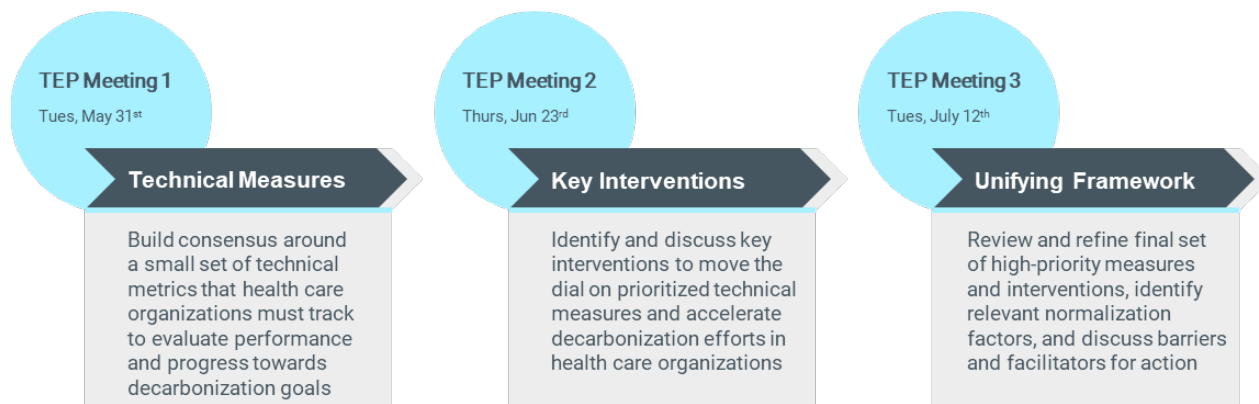 TEP Meeting 1
Tues, May 31st
Technical Measures
Build consensus around
a small set of technical
metrics that health care
organizations must track
to evaluate performance
and progress towards
decarbonization goals
TEP Meeting 2
Thurs, Jun 23rd
Key Interventions
Identify and discuss key
interventions to move the
dial on prioritized technical
measures and accelerate
decarbonization efforts in
health care organizations
TEP Meeting 3
Tues, July 12th
Unifying Framework
Review and refine final set
of high-priority measures
and interventions, identify
relevant normalization
factors, and discuss barriers
and facilitators for action